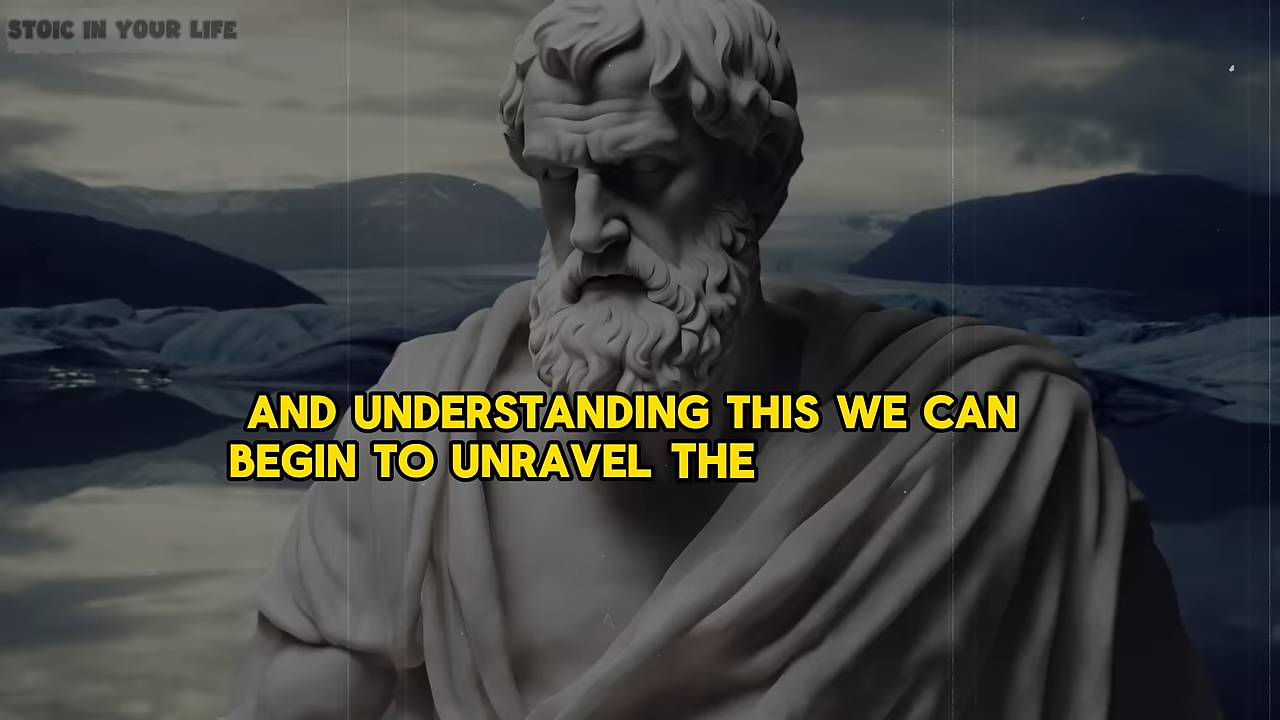 STOIC IN YOUR LIFE
AND UNDERSTANDING THIS WE CAN
BEGIN TO UNRAVEL THE